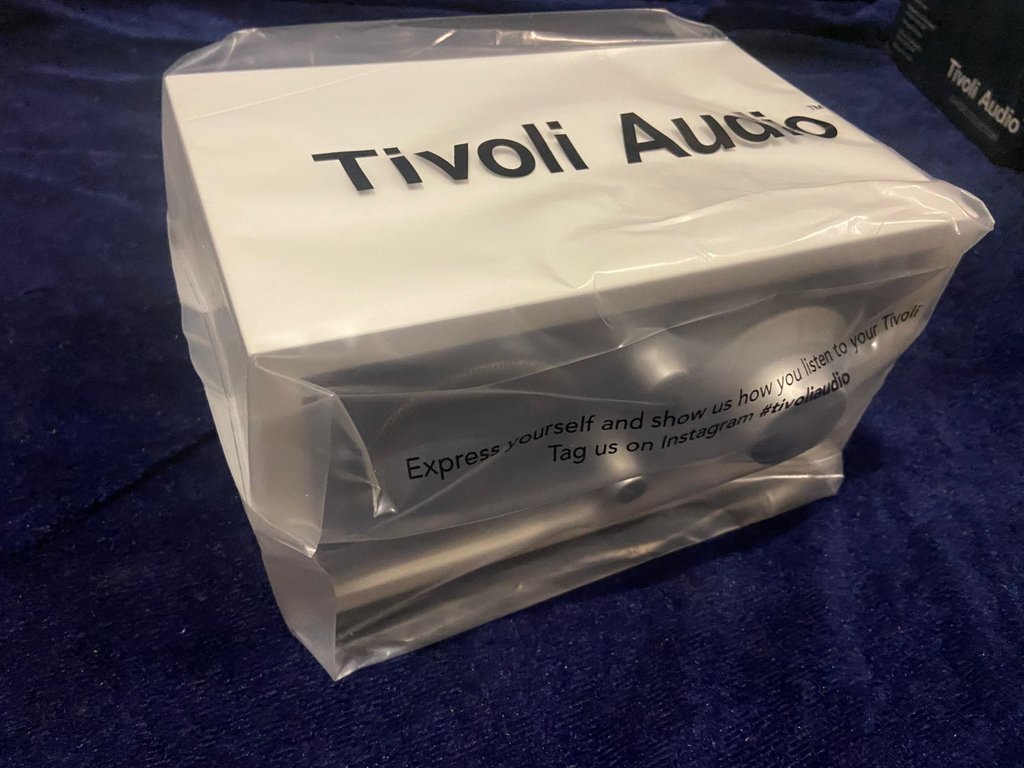 Tivoli Audio™
Tivoli Audio
Express yourself and show us how you listen to your Tivoli
Tag us on Instagram #tivoliaudio